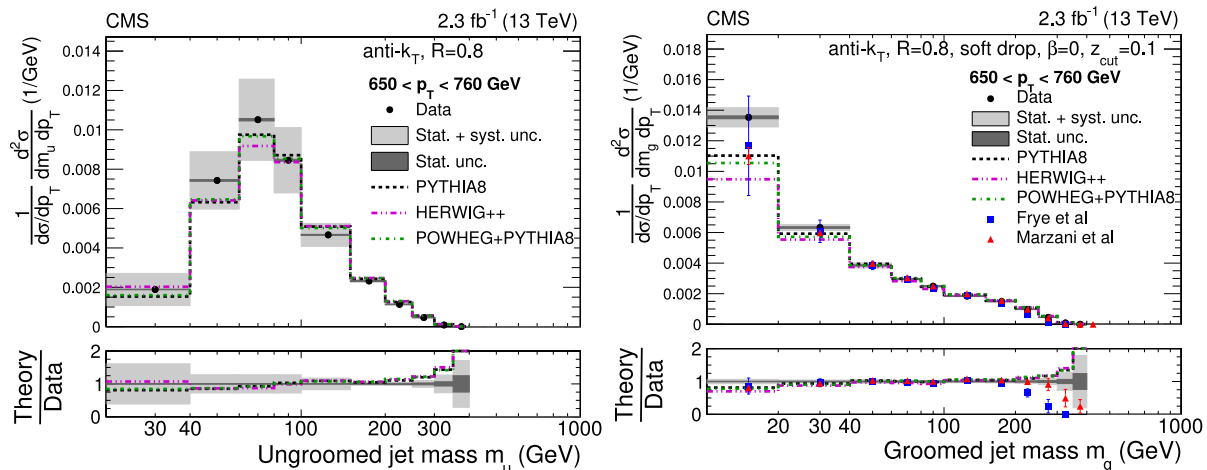 CMS 2.3 fb⁻¹ (13 TeV)
anti-k_T, R=0.8
650 < p_T < 760 GeV
Data
Stat. + syst. unc.
Stat. unc.
PYTHIA8
HERWIG++
POWHEG+PYTHIA8
1/(dσ/dp_T) d²σ/(dm_u dp_T) (1/GeV)
0.014
0.012
0.01
0.008
0.006
0.004
0.002
0
Theory/Data
2
1
0
30 100 200 300 1000
Ungroomed jet mass m_u (GeV)
CMS 2.3 fb⁻¹ (13 TeV)
anti-k_T, R=0.8, soft drop, β=0, z_cut=0.1
650 < p_T < 760 GeV
Data
Stat. + syst. unc.
Stat. unc.
PYTHIA8
HERWIG++
POWHEG+PYTHIA8
Frye et al
Marzani et al
1/(dσ/dp_T) d²σ/(dm_g dp_T) (1/GeV)
0.018
0.016
0.014
0.012
0.01
0.008
0.006
0.004
0.002
0
Theory/Data
2
1
0
20 30 40 100 200 1000
Groomed jet mass m_g (GeV)